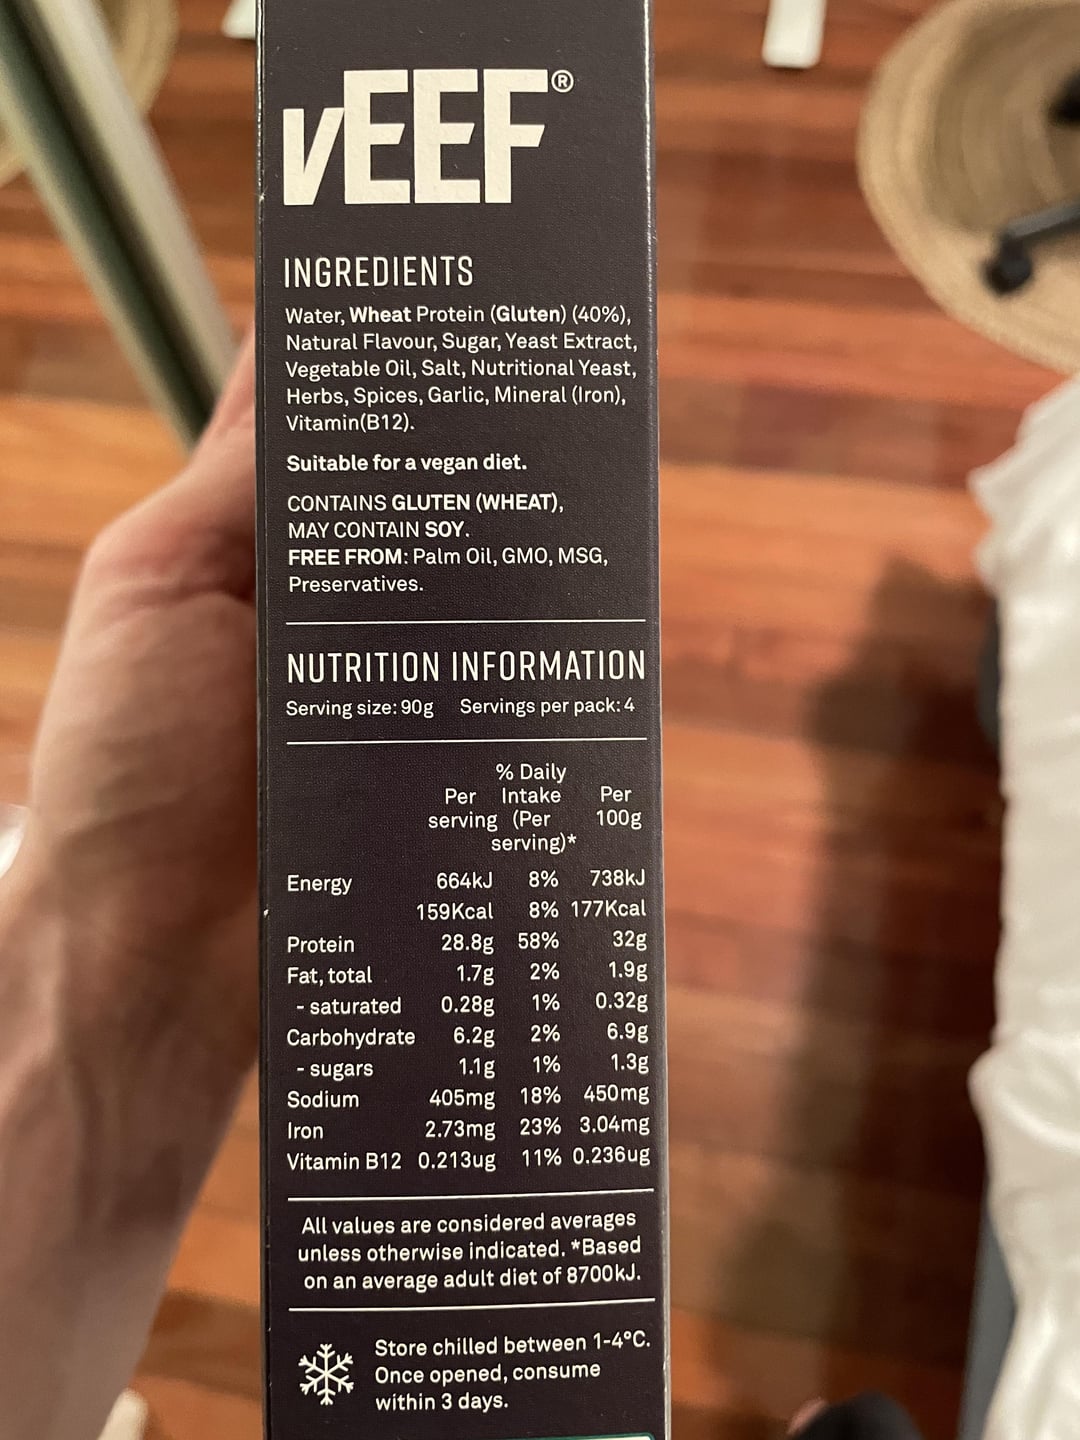 vEEF®
INGREDIENTS
Water, Wheat Protein (Gluten) (40%),
Natural Flavour, Sugar, Yeast Extract,
Vegetable Oil, Salt, Nutritional Yeast,
Herbs, Spices, Garlic, Mineral (Iron),
Vitamin(B12).
Suitable for a vegan diet.
CONTAINS GLUTEN (WHEAT),
MAY CONTAIN SOY.
FREE FROM: Palm Oil, GMO, MSG,
Preservatives.
NUTRITION INFORMATION
Serving size: 90g Servings per pack: 4
% Daily
Per Intake Per
serving (Per 100g
serving)*
Energy 664kJ 8% 738kJ
159Kcal 8% 177Kcal
Protein 28.8g 58% 32g
Fat, total 1.7g 2% 1.9g
- saturated 0.28g 1% 0.32g
Carbohydrate 6.2g 2% 6.9g
- sugars 1.1g 1% 1.3g
Sodium 405mg 18% 450mg
Iron 2.73mg 23% 3.04mg
Vitamin B12 0.213ug 11% 0.236ug
All values are considered averages
unless otherwise indicated. *Based
on an average adult diet of 8700kJ.
Store chilled between 1-4°C.
Once opened, consume
within 3 days.